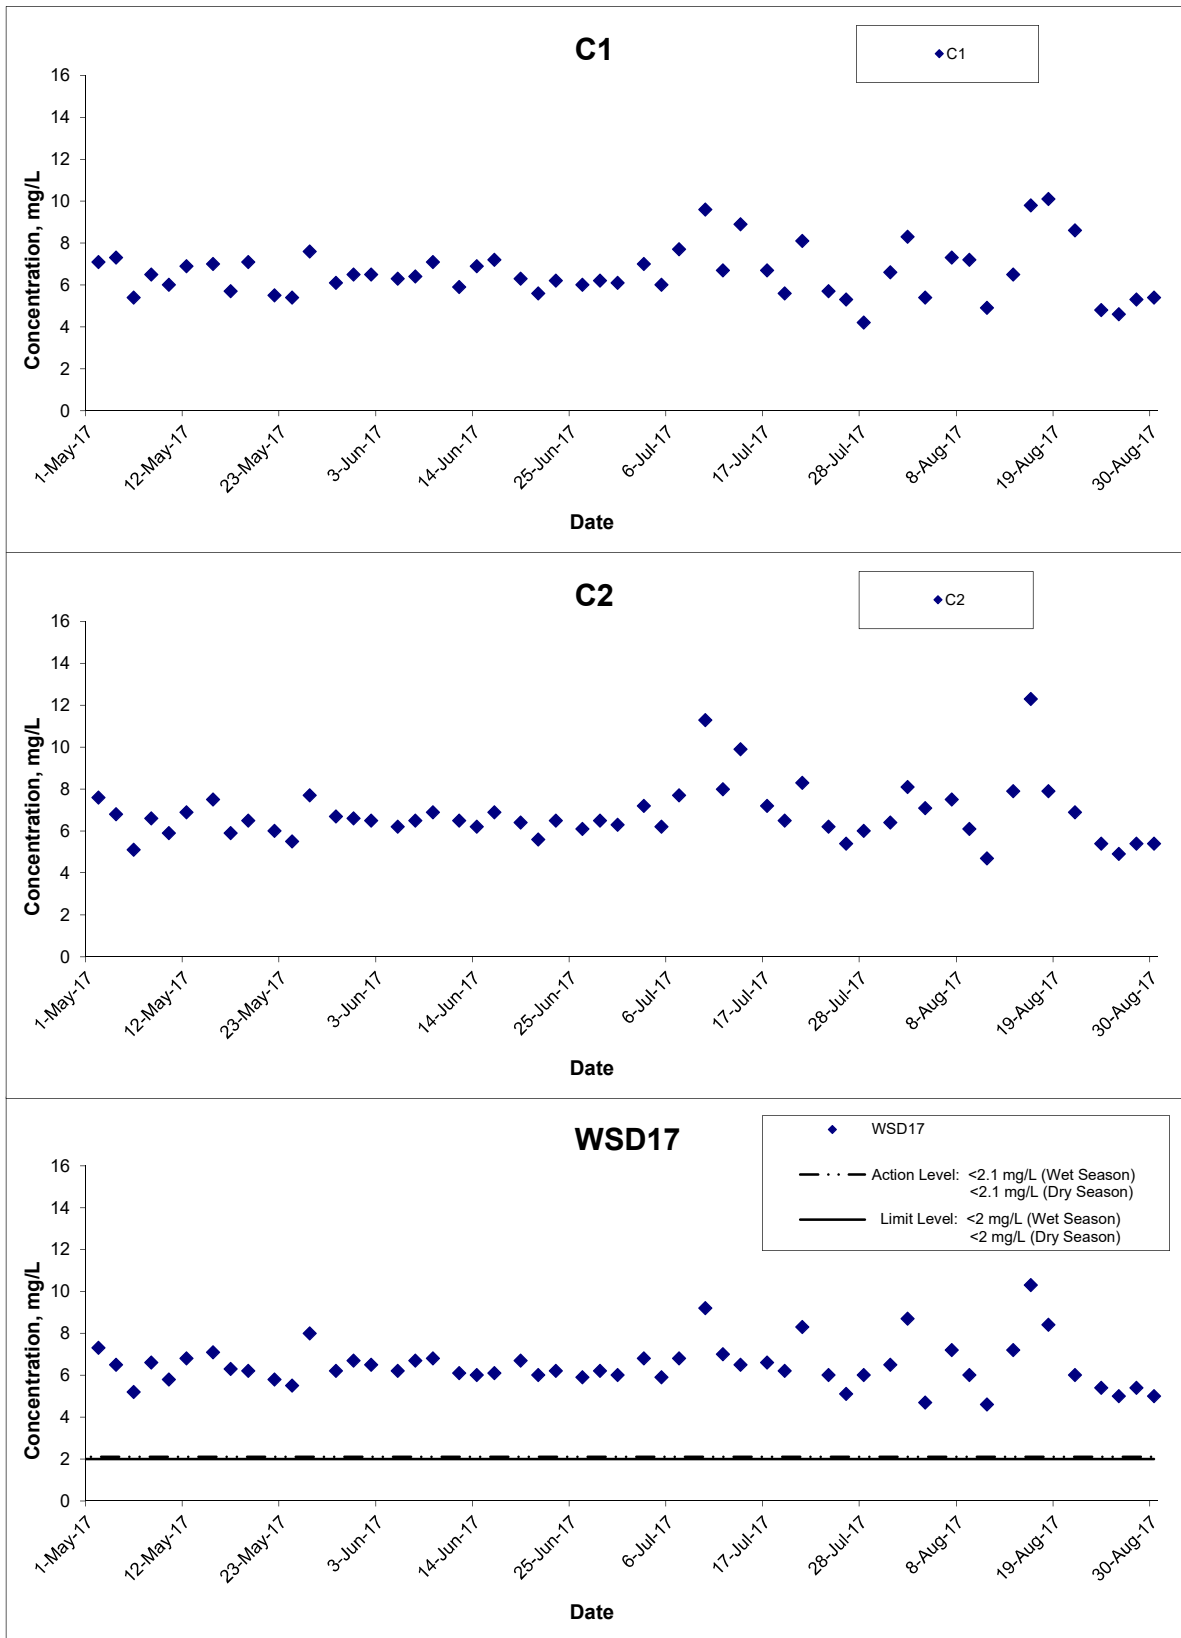 C1
C1
16
14
12
10
8
6
4
2
0
Concentration, mg/L
1-May-17
12-May-17
23-May-17
3-Jun-17
14-Jun-17
25-Jun-17
6-Jul-17
17-Jul-17
28-Jul-17
8-Aug-17
19-Aug-17
30-Aug-17
Date
C2
C2
16
14
12
10
8
6
4
2
0
Concentration, mg/L
1-May-17
12-May-17
23-May-17
3-Jun-17
14-Jun-17
25-Jun-17
6-Jul-17
17-Jul-17
28-Jul-17
8-Aug-17
19-Aug-17
30-Aug-17
Date
WSD17
WSD17
Action Level: <2.1 mg/L (Wet Season)
<2.1 mg/L (Dry Season)
Limit Level: <2 mg/L (Wet Season)
<2 mg/L (Dry Season)
16
14
12
10
8
6
4
2
0
Concentration, mg/L
1-May-17
12-May-17
23-May-17
3-Jun-17
14-Jun-17
25-Jun-17
6-Jul-17
17-Jul-17
28-Jul-17
8-Aug-17
19-Aug-17
30-Aug-17
Date